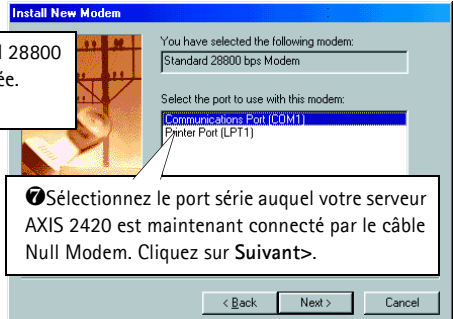 Install New Modem
You have selected the following modem:
Standard 28800 bps Modem
28800
ée.
Select the port to use with this modem:
Communications Port (COM1)
Printer Port (LPT1)
❼Sélectionnez le port série auquel votre serveur
AXIS 2420 est maintenant connecté par le câble
Null Modem. Cliquez sur Suivant>.
< Back
Next >
Cancel